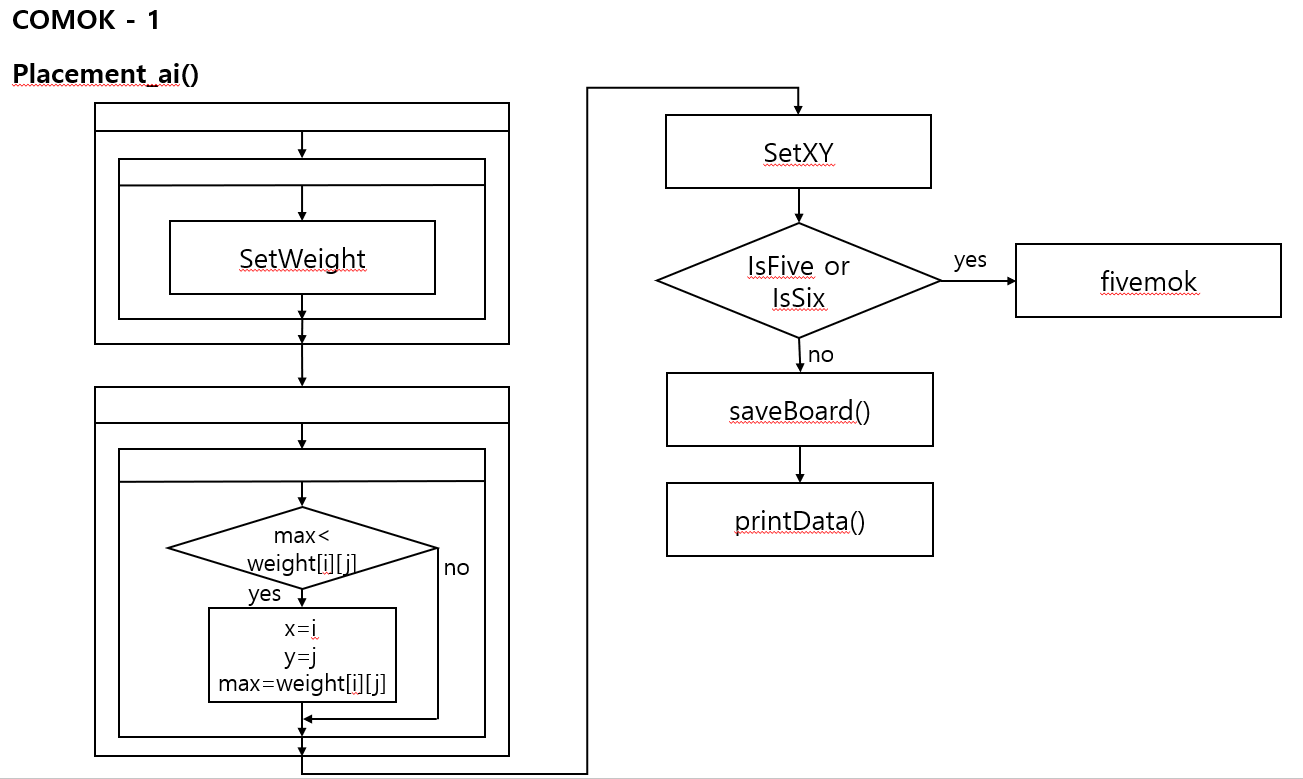 COMOK - 1
Placement_ai()
SetWeight
max<
weight[i][j]
no
yes
x=i
y=j
max=weight[i][j]
SetXY
IsFive or
IsSix
yes
fivemok
no
saveBoard()
printData()